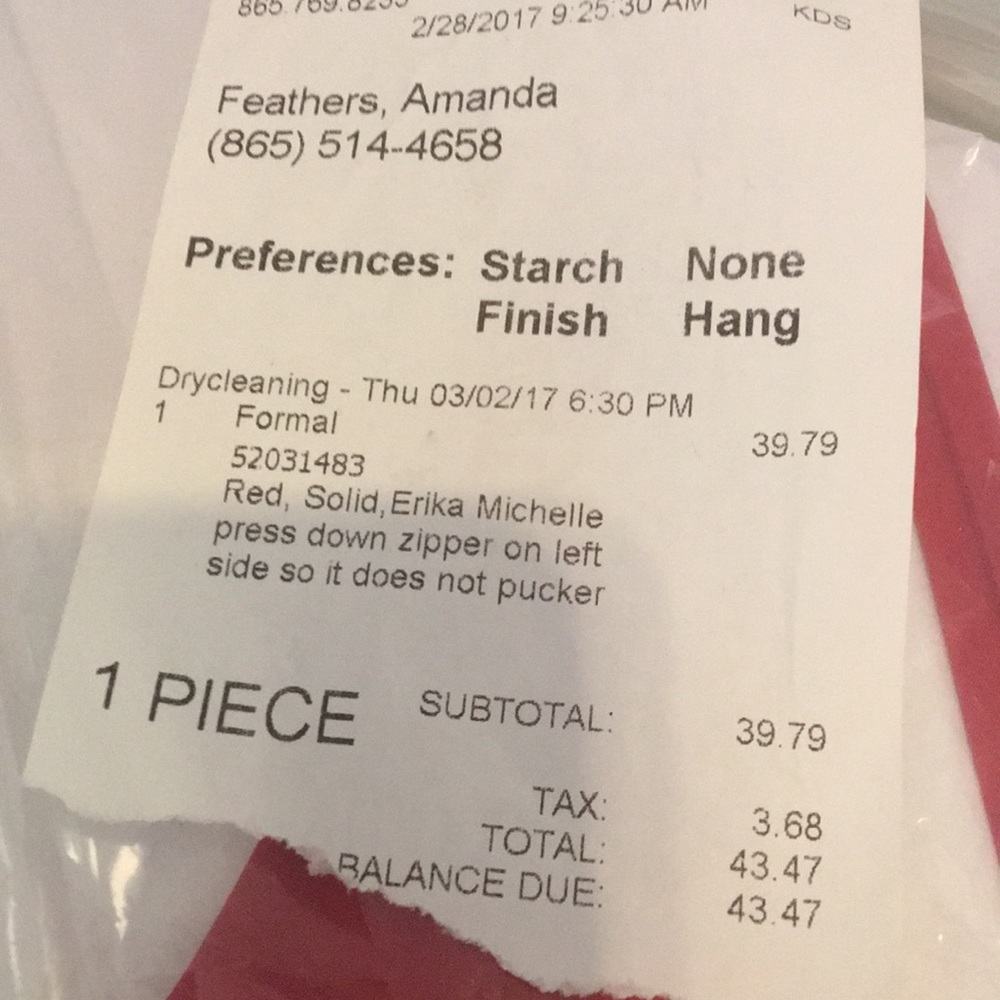 2/28/2017 9:25:30 AM
KDS
Feathers, Amanda
(865) 514-4658
Preferences: Starch None
Finish Hang
Drycleaning - Thu 03/02/17 6:30 PM
1 Formal 39.79
52031483
Red, Solid, Erika Michelle
press down zipper on left
side so it does not pucker
1 PIECE SUBTOTAL: 39.79
TAX: 3.68
TOTAL: 43.47
BALANCE DUE: 43.47